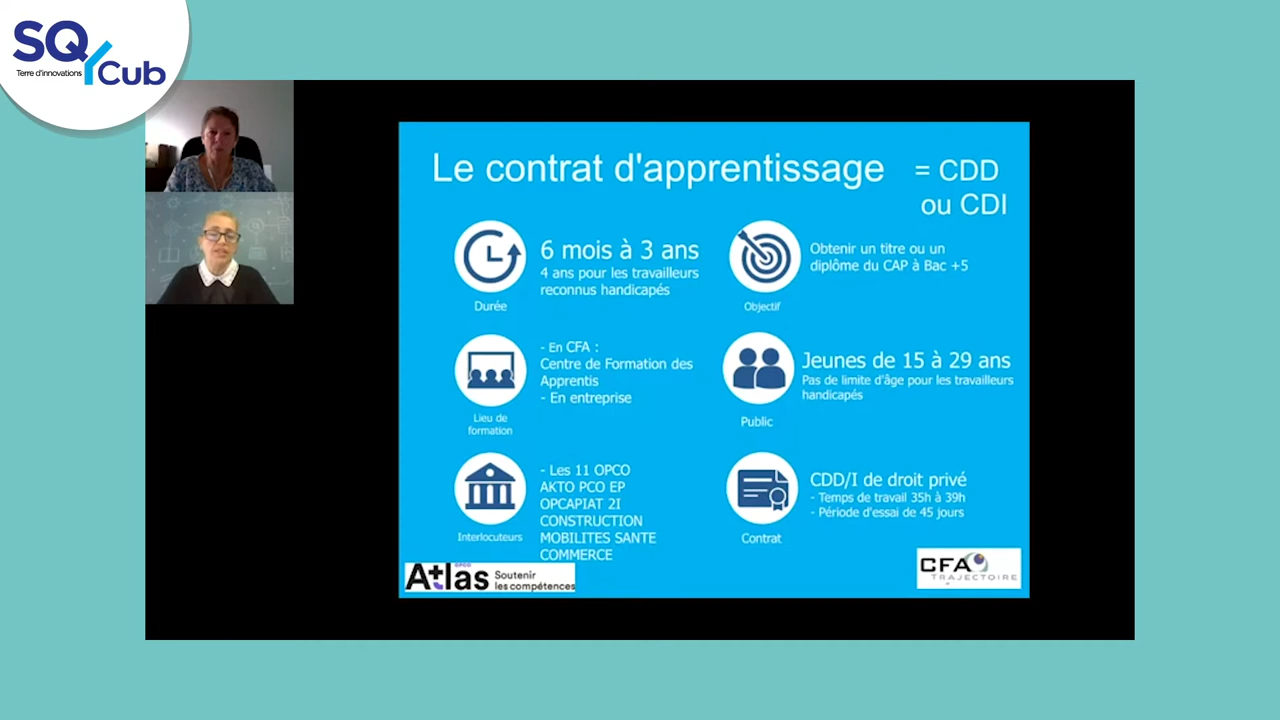 SQY Cub
Terre d'innovations
Le contrat d'apprentissage
= CDD
ou CDI
6 mois à 3 ans
4 ans pour les travailleurs
reconnus handicapés
Durée
Obtenir un titre ou un
diplôme du CAP à Bac +5
Objectif
- En CFA :
Centre de Formation des
Apprentis
- En entreprise
Lieu de
formation
Jeunes de 15 à 29 ans
Pas de limite d'âge pour les travailleurs
handicapés
Public
- Les 11 OPCO
AKTO PCO EP
OPCAPIAT 2I
CONSTRUCTION
MOBILITES SANTE
COMMERCE
Interlocuteurs
CDD/I de droit privé
- Temps de travail 35h à 39h
- Période d'essai de 45 jours
Contrat
OPCO
Atlas
Soutenir
les compétences
CFA
TRAJECTOIRE